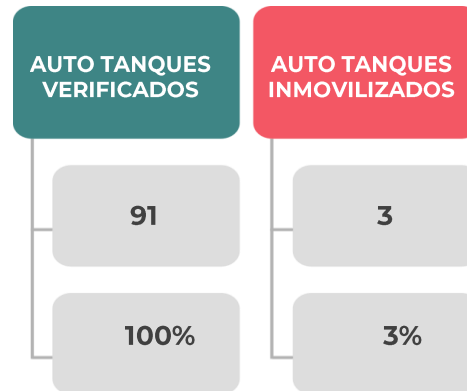 AUTO TANQUES
VERIFICADOS
91
100%
AUTO TANQUES
INMOVILIZADOS
3
3%